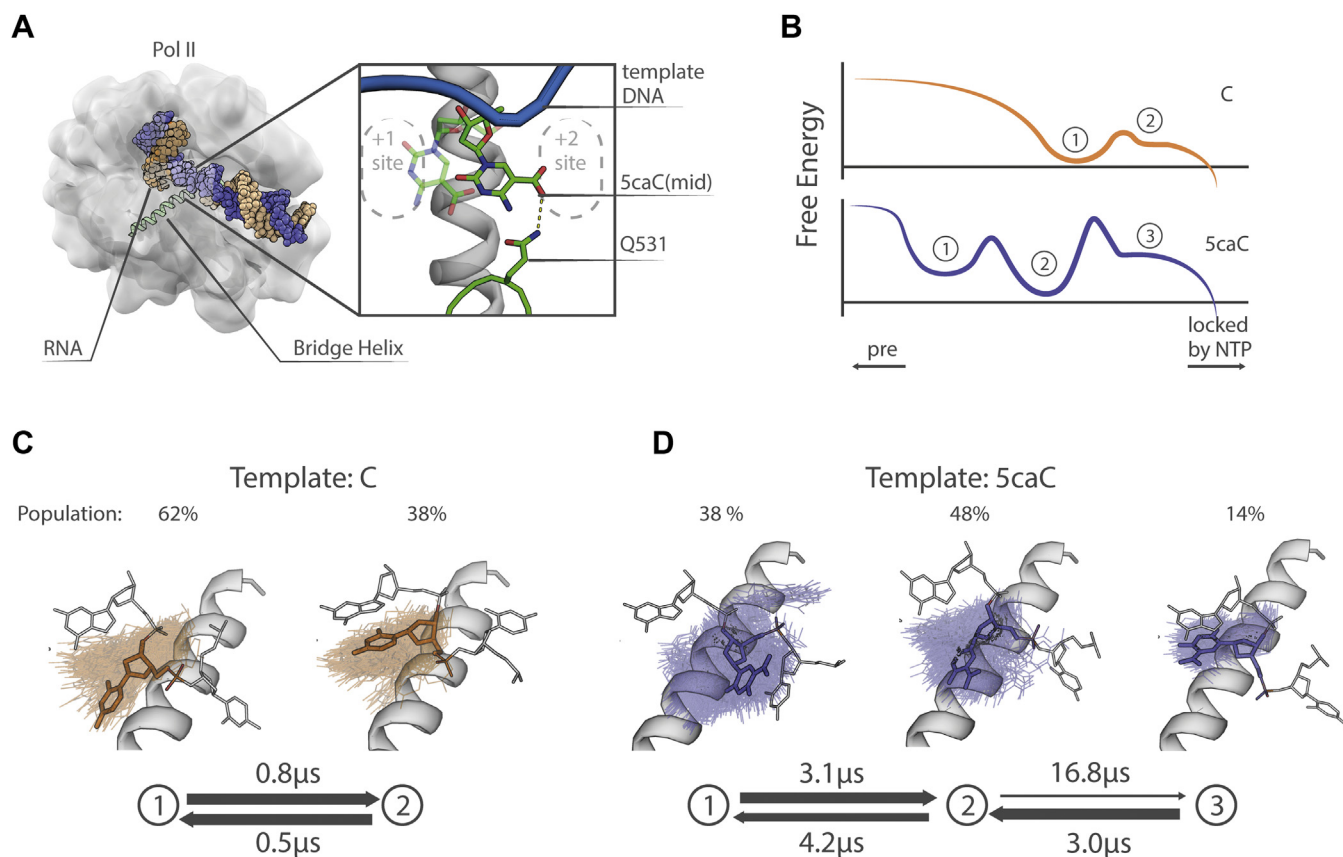 A
Pol II
RNA
Bridge Helix
+1
site
+2
site
template
DNA
5caC(mid)
Q531
B
Free Energy
C
1
2
5caC
1
2
3
pre
locked
by NTP
C
Template: C
Population:
62%
38%
0.8μs
1
2
0.5μs
D
Template: 5caC
38 %
48%
14%
3.1μs
16.8μs
1
2
3
4.2μs
3.0μs